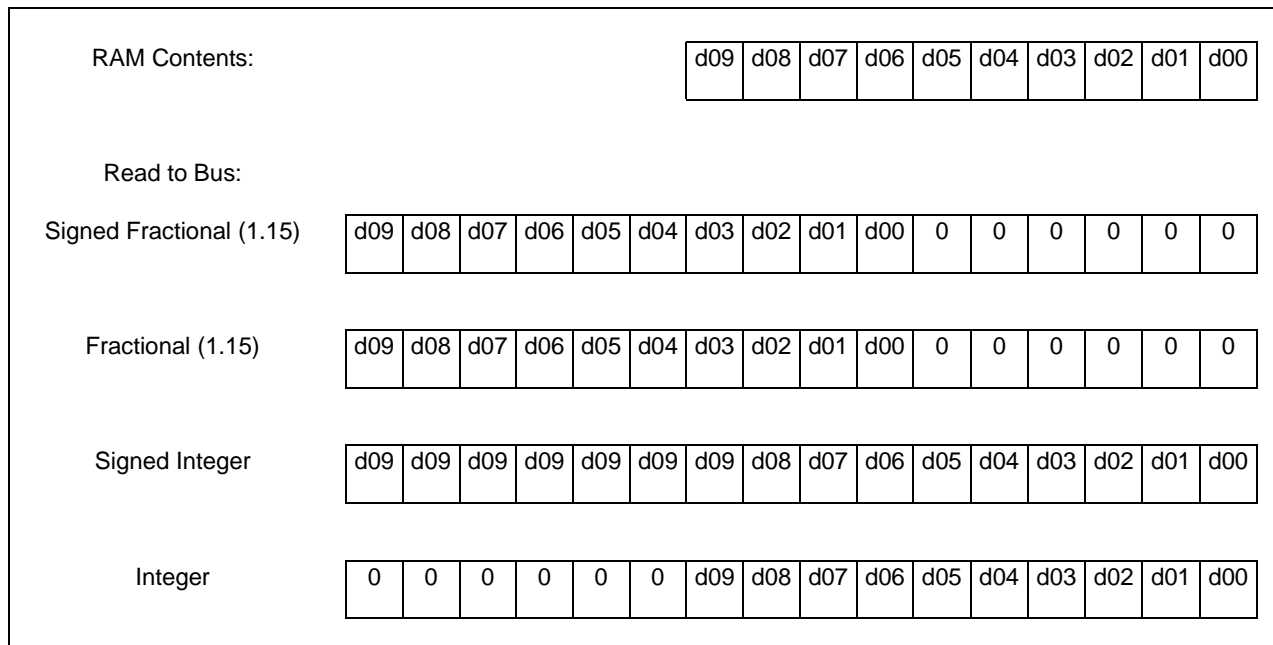 RAM Contents: d09 d08 d07 d06 d05 d04 d03 d02 d01 d00
Read to Bus:
Signed Fractional (1.15) d09 d08 d07 d06 d05 d04 d03 d02 d01 d00 0 0 0 0 0 0
Fractional (1.15) d09 d08 d07 d06 d05 d04 d03 d02 d01 d00 0 0 0 0 0 0
Signed Integer d09 d09 d09 d09 d09 d09 d09 d08 d07 d06 d05 d04 d03 d02 d01 d00
Integer 0 0 0 0 0 0 d09 d08 d07 d06 d05 d04 d03 d02 d01 d00